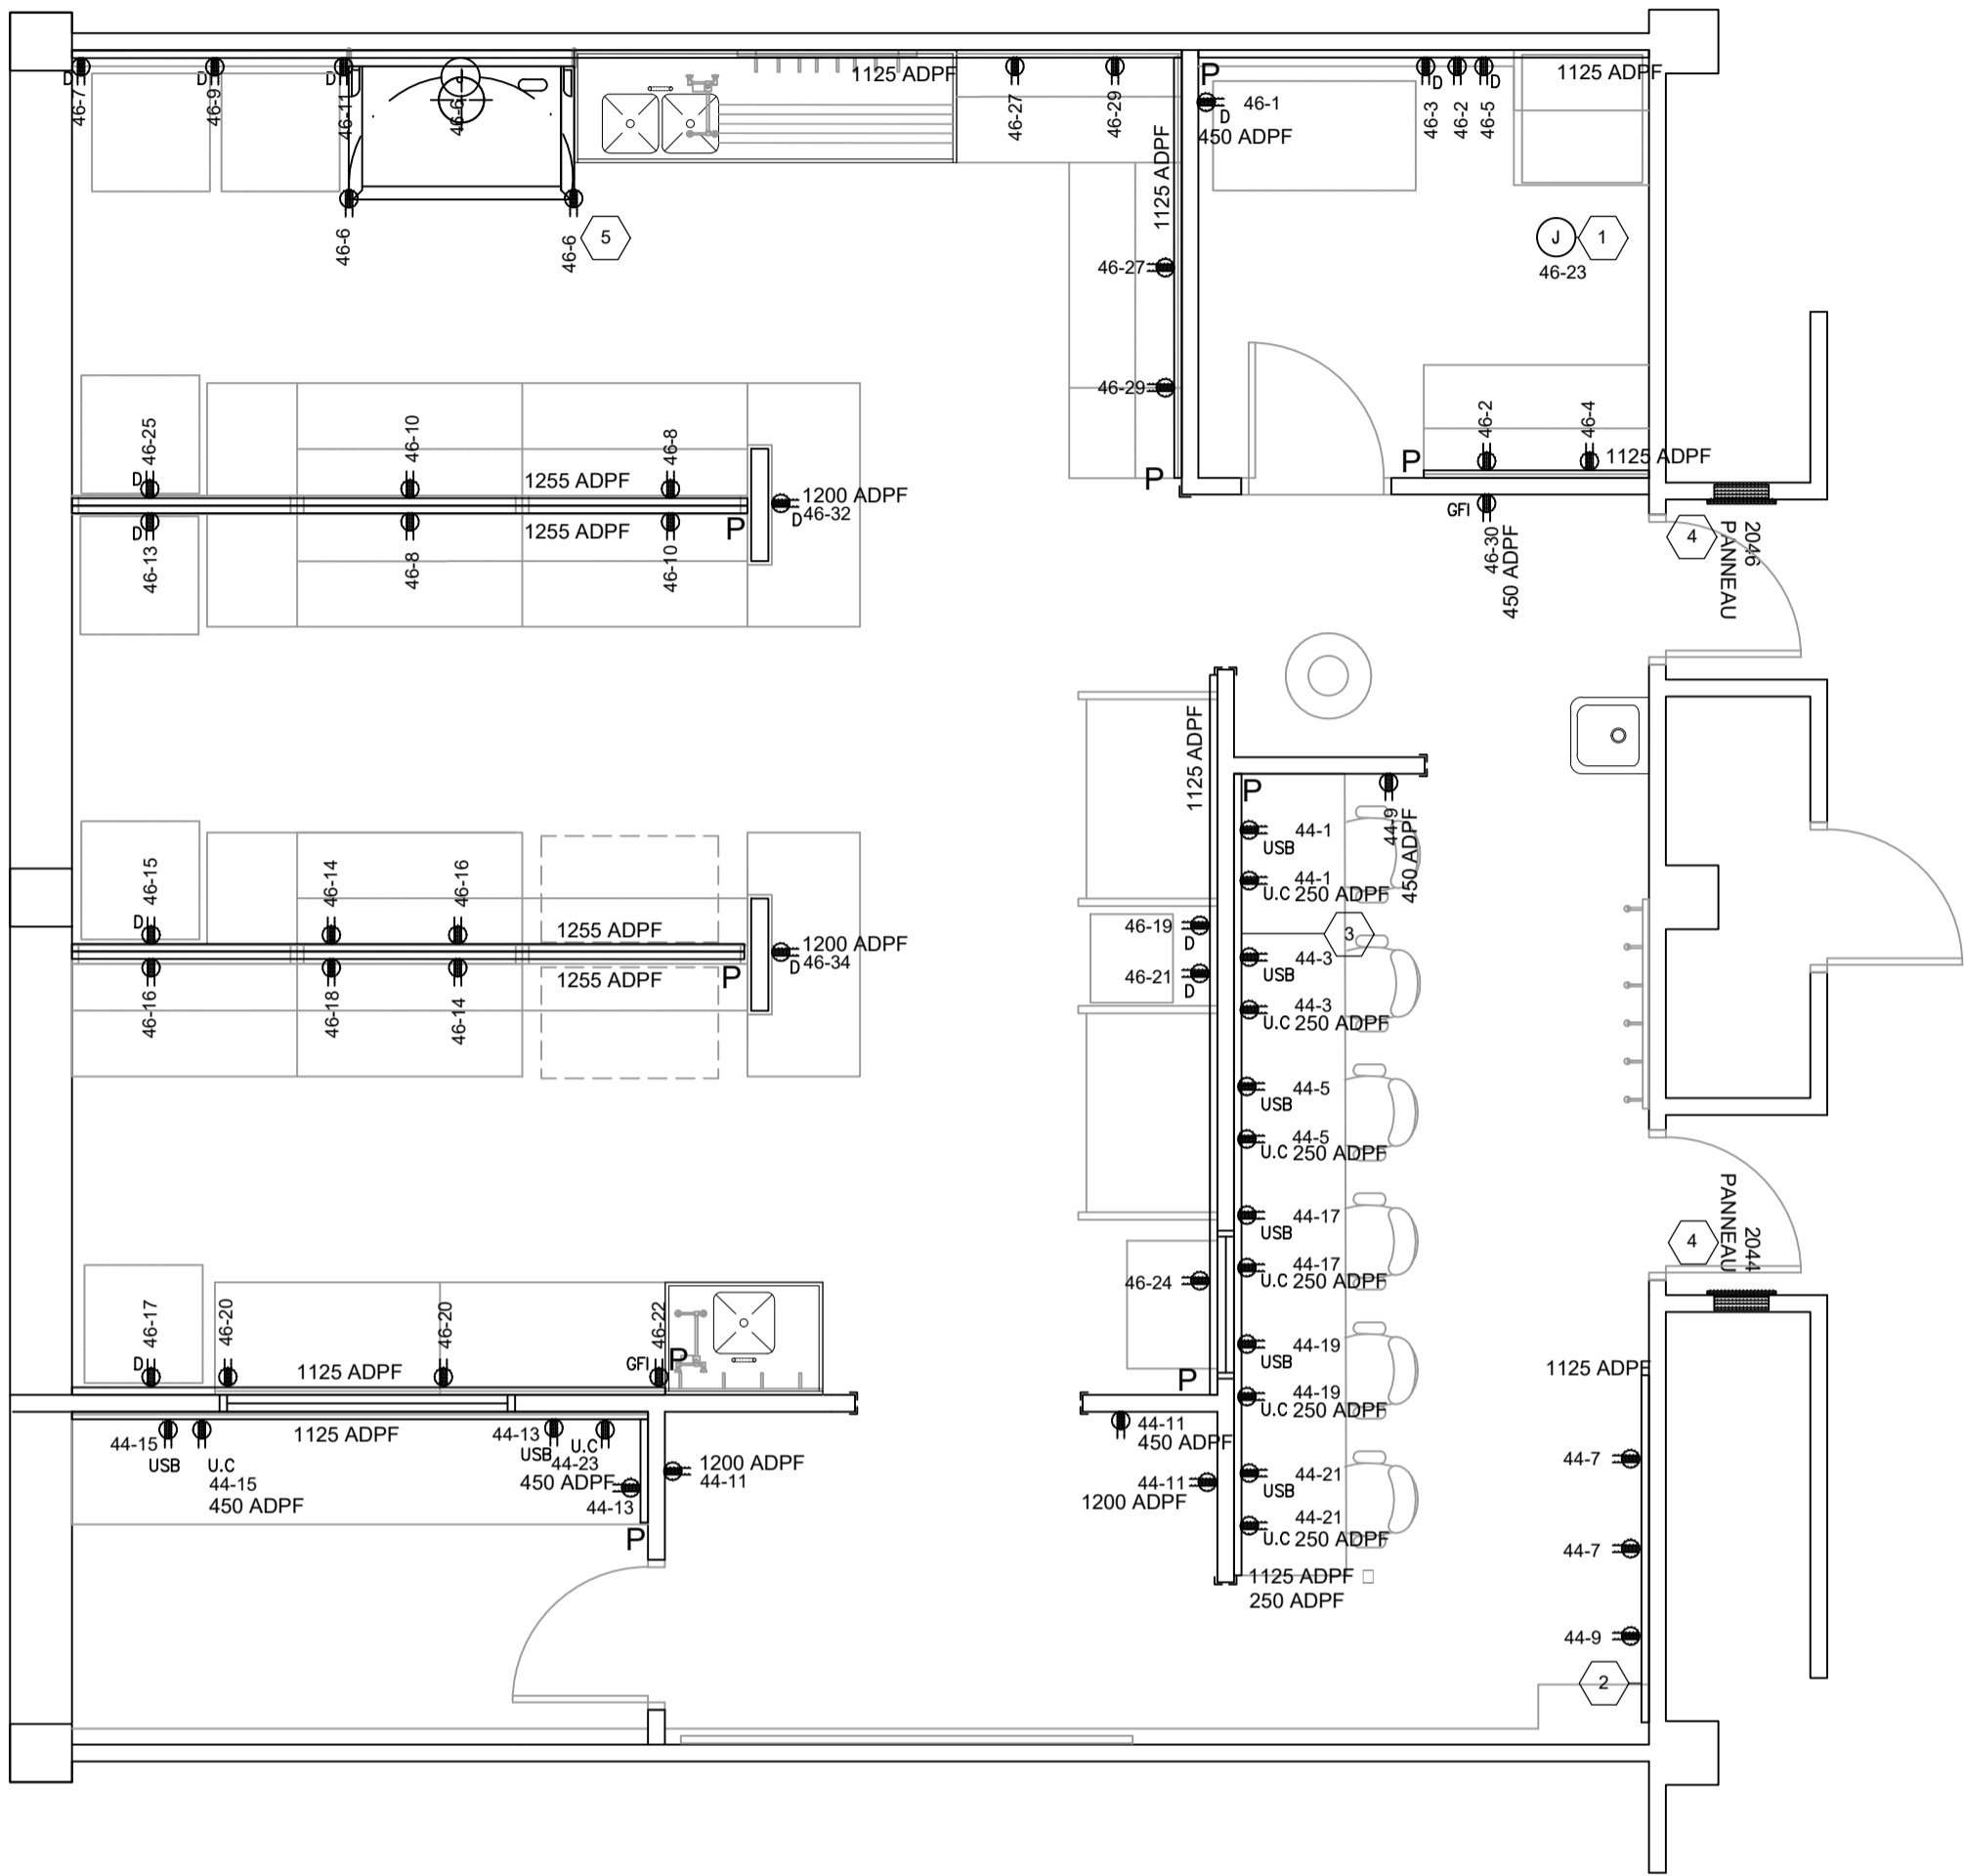 D
46-7
D
46-9
D
46-11
J
46-6
1125 ADPF
46-27
46-29
P
46-1
D
450 ADPF
46-3
D
46-2
46-5
D
1125 ADPF
1125 ADPF
46-6
46-6
5
J
1
46-23
46-27
46-29
P
46-25
D
46-10
46-8
1255 ADPF
1200 ADPF
D 46-32
1255 ADPF
P
D
46-13
46-8
46-10
46-2
46-4
P
1125 ADPF
GFI
46-30
450 ADPF
4
2046
PANNEAU
1125 ADPF
P
44-9
450 ADPF
44-1
USB
44-1
U.C 250 ADPF
3
44-3
USB
44-3
U.C 250 ADPF
44-5
USB
44-5
U.C 250 ADPF
44-17
USB
44-17
U.C 250 ADPF
44-19
USB
44-19
U.C 250 ADPF
44-21
USB
44-21
U.C 250 ADPF
1125 ADPF
250 ADPF
46-15
D
46-14
46-16
1255 ADPF
1200 ADPF
D 46-34
1255 ADPF
P
46-16
46-18
46-14
46-19
D
46-21
D
46-24
P
4
PANNEAU
2044
46-17
D
46-20
46-20
46-22
GFI
P
1125 ADPF
1125 ADPF
44-15
USB
U.C
44-15
450 ADPF
44-13
USB
U.C
44-23
450 ADPF
44-13
P
1200 ADPF
44-11
44-11
450 ADPF
44-11
1200 ADPF
1125 ADPF
44-7
44-7
44-9
2